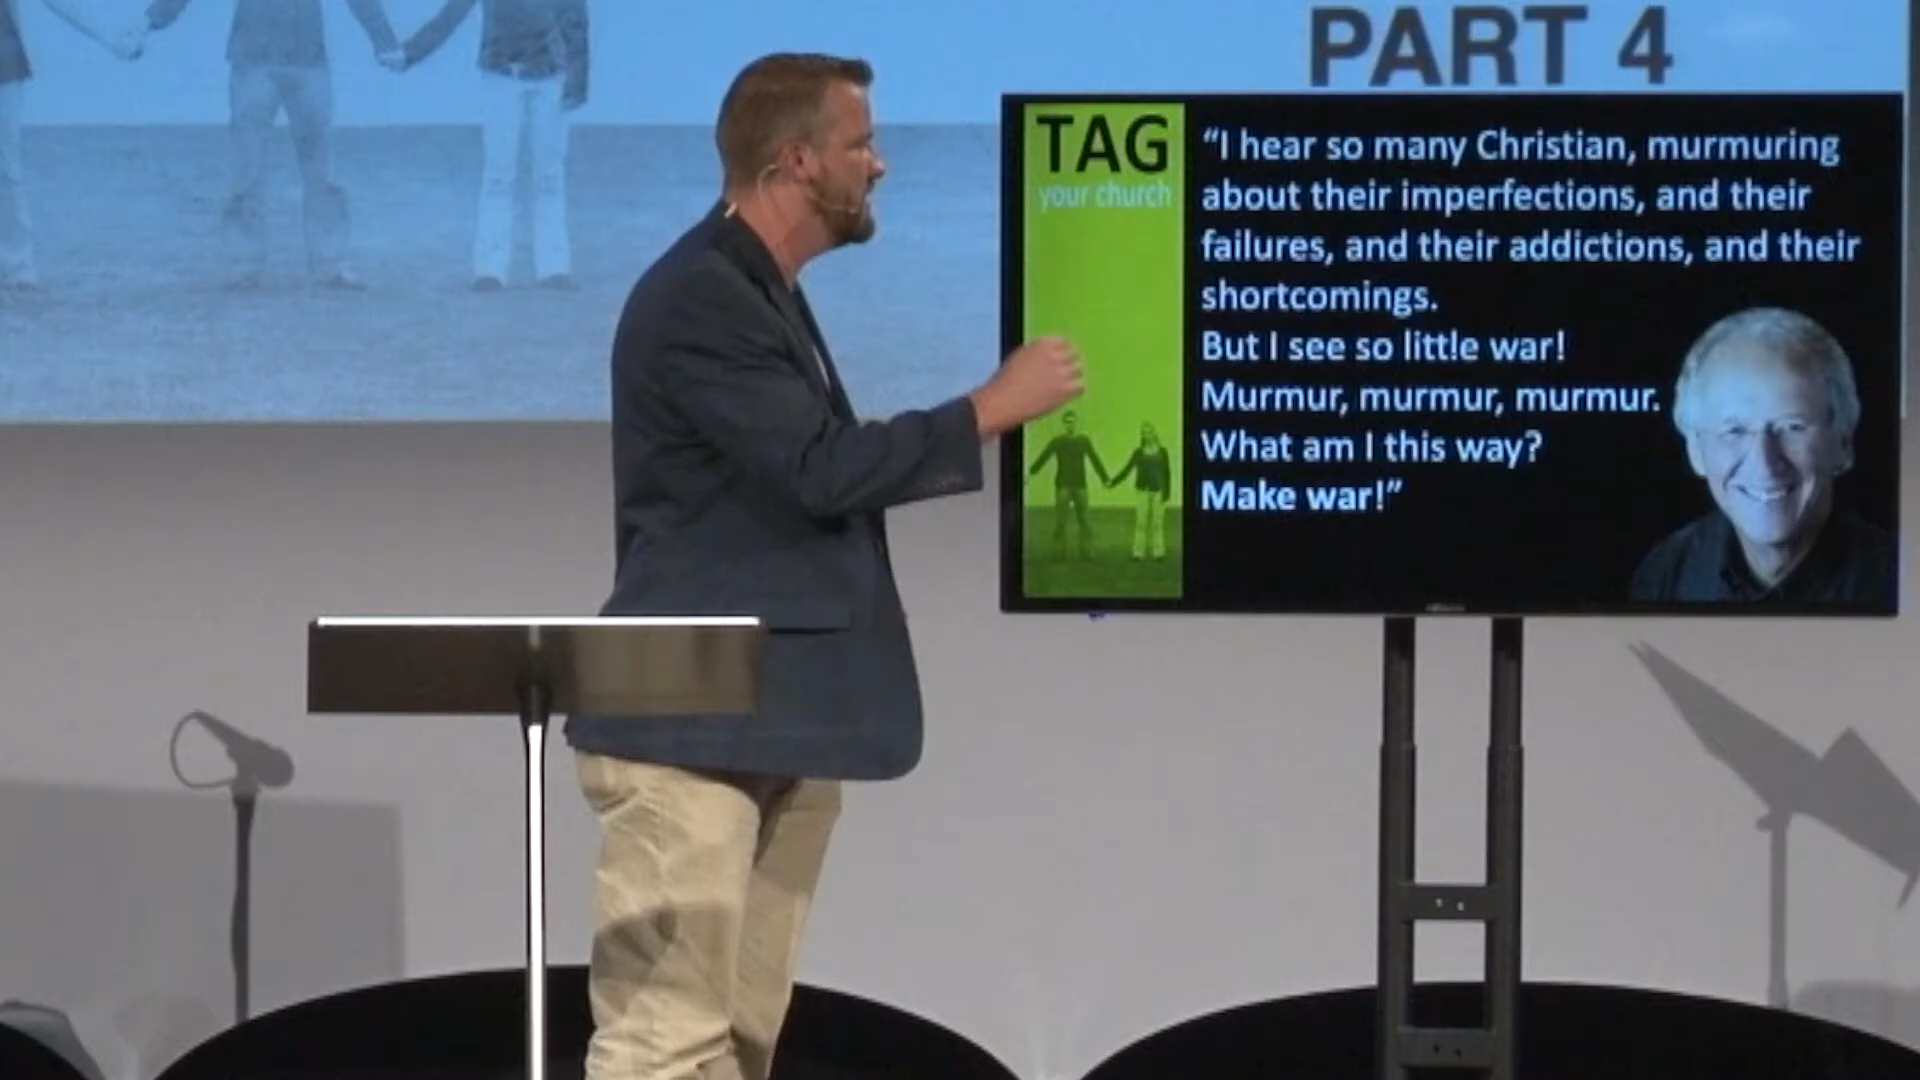 PART 4
TAG
your church
“I hear so many Christian, murmuring
about their imperfections, and their
failures, and their addictions, and their
shortcomings.
But I see so little war!
Murmur, murmur, murmur.
What am I this way?
Make war!”